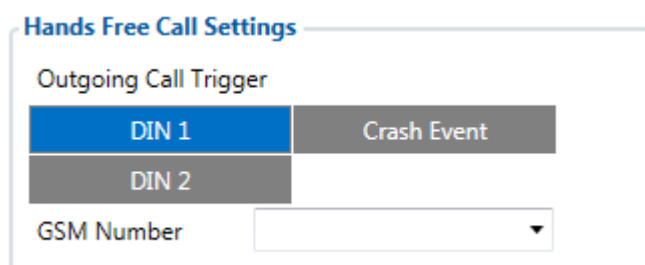 Hands Free Call Settings
Outgoing Call Trigger
DIN 1 Crash Event
DIN 2
GSM Number